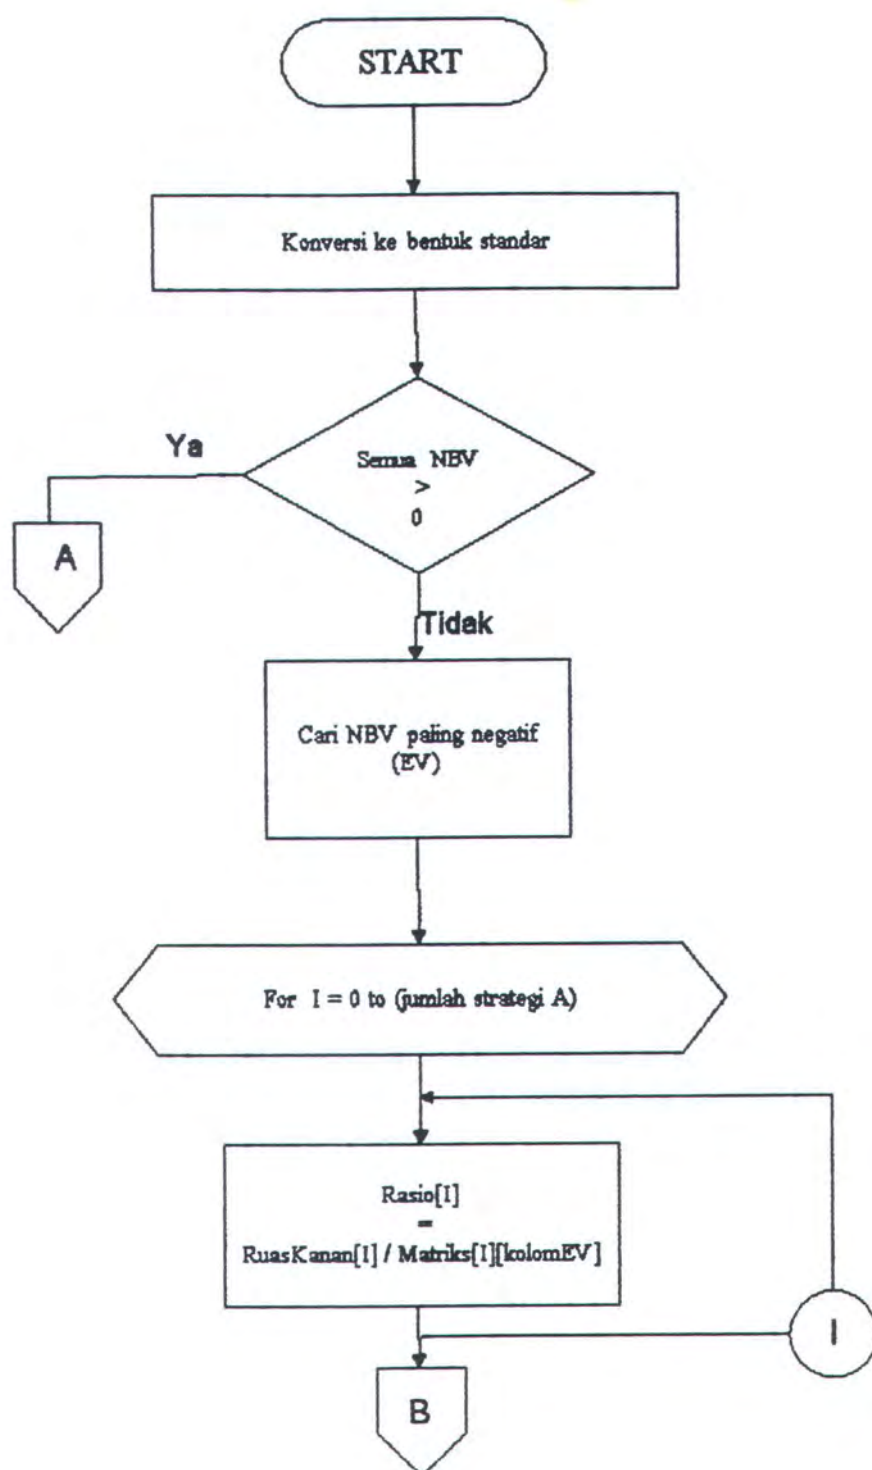 START
Konversi ke bentuk standar
Ya
Semua NBV
>
0
A
Tidak
Cari NBV paling negatif
(EV)
For I = 0 to (jumlah strategi A)
Rasio[I]
=
RuasKanan[I] / Matriks[I][kolomEV]
I
B